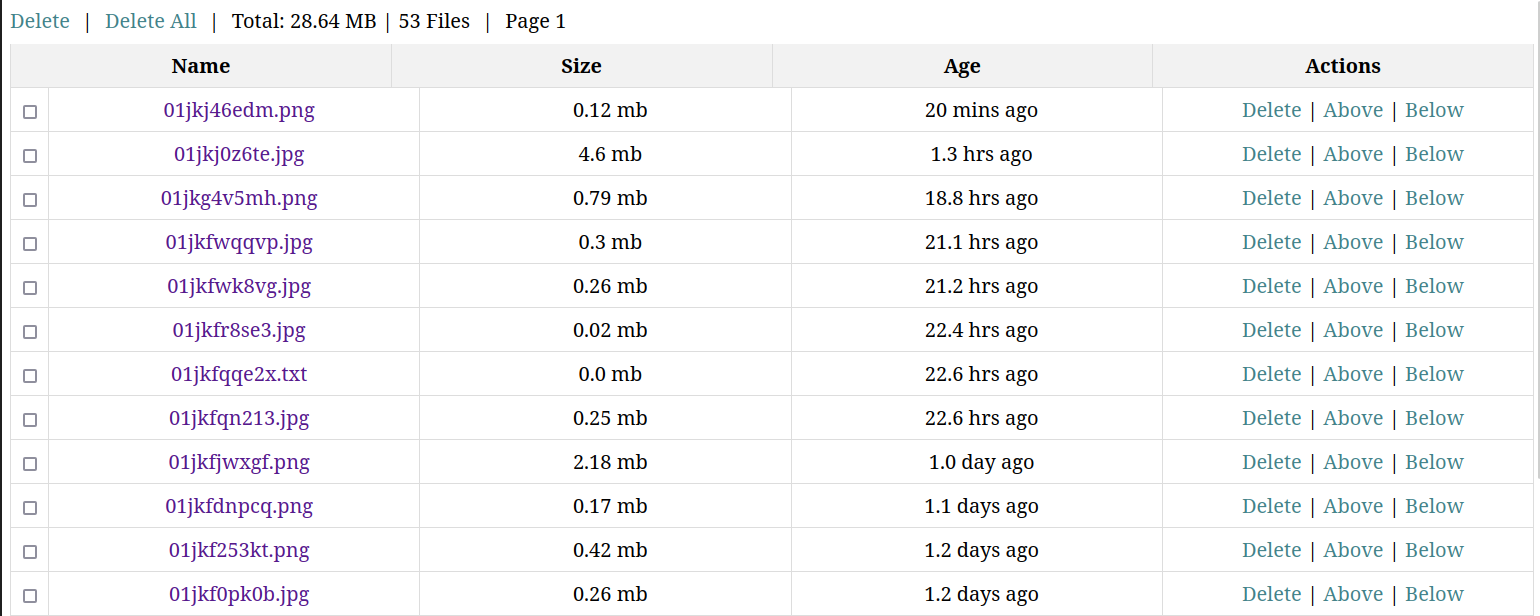 Delete | Delete All | Total: 28.64 MB | 53 Files | Page 1
Name Size Age Actions
01jkj46edm.png 0.12 mb 20 mins ago Delete | Above | Below
01jkj0z6te.jpg 4.6 mb 1.3 hrs ago Delete | Above | Below
01jkg4v5mh.png 0.79 mb 18.8 hrs ago Delete | Above | Below
01jkfwqqvp.jpg 0.3 mb 21.1 hrs ago Delete | Above | Below
01jkfwk8vg.jpg 0.26 mb 21.2 hrs ago Delete | Above | Below
01jkfr8se3.jpg 0.02 mb 22.4 hrs ago Delete | Above | Below
01jkfqqe2x.txt 0.0 mb 22.6 hrs ago Delete | Above | Below
01jkfqn213.jpg 0.25 mb 22.6 hrs ago Delete | Above | Below
01jkfjwxgf.png 2.18 mb 1.0 day ago Delete | Above | Below
01jkfdnpcq.png 0.17 mb 1.1 days ago Delete | Above | Below
01jkf253kt.png 0.42 mb 1.2 days ago Delete | Above | Below
01jkf0pk0b.jpg 0.26 mb 1.2 days ago Delete | Above | Below